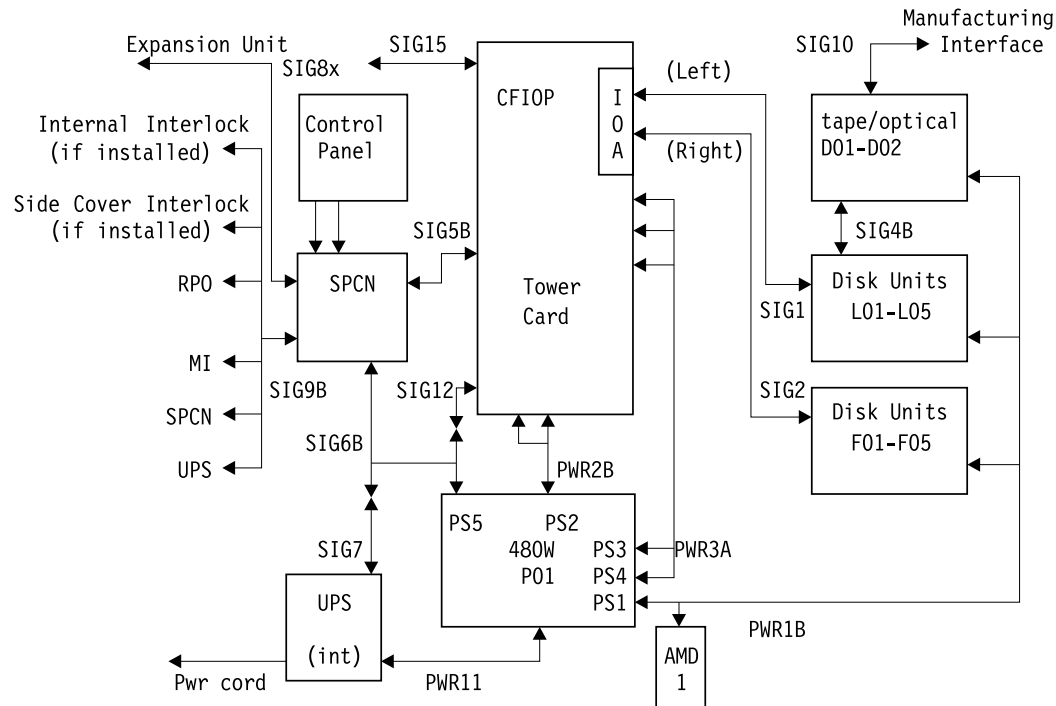 Manufacturing
Interface
SIG10
Expansion Unit
SIG15
SIG8x
(Left)
CFIOP
I
O
A
Control
Panel
tape/optical
D01-D02
Internal Interlock
(if installed)
(Right)
Side Cover Interlock
(if installed)
SIG5B
SIG4B
RPO
SPCN
Tower
Card
SIG1
Disk Units
L01-L05
MI
SIG9B
SIG12
SIG2
SPCN
Disk Units
F01-F05
SIG6B
UPS
PWR2B
PS5
PS2
480W
P01
PS3
PS4
PS1
PWR3A
SIG7
UPS
(int)
PWR1B
AMD
1
Pwr cord
PWR11